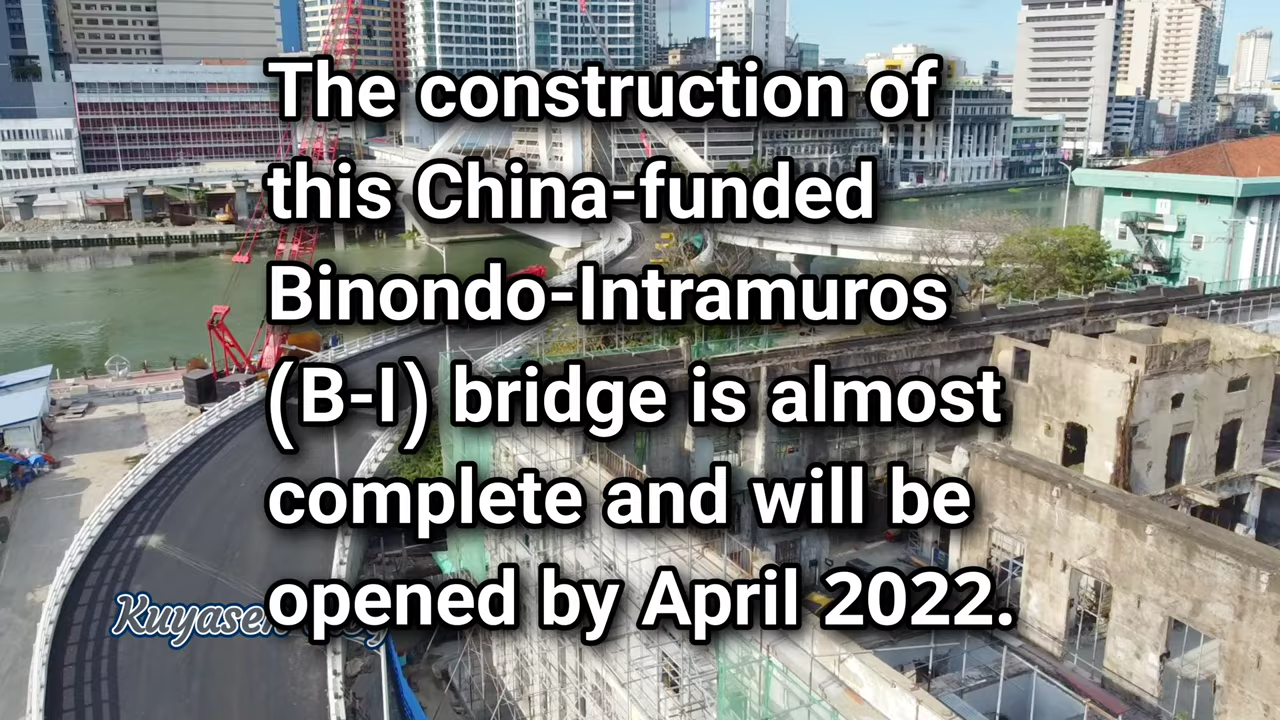 The construction of
this China-funded
Binondo-Intramuros
(B-I) bridge is almost
complete and will be
opened by April 2022.